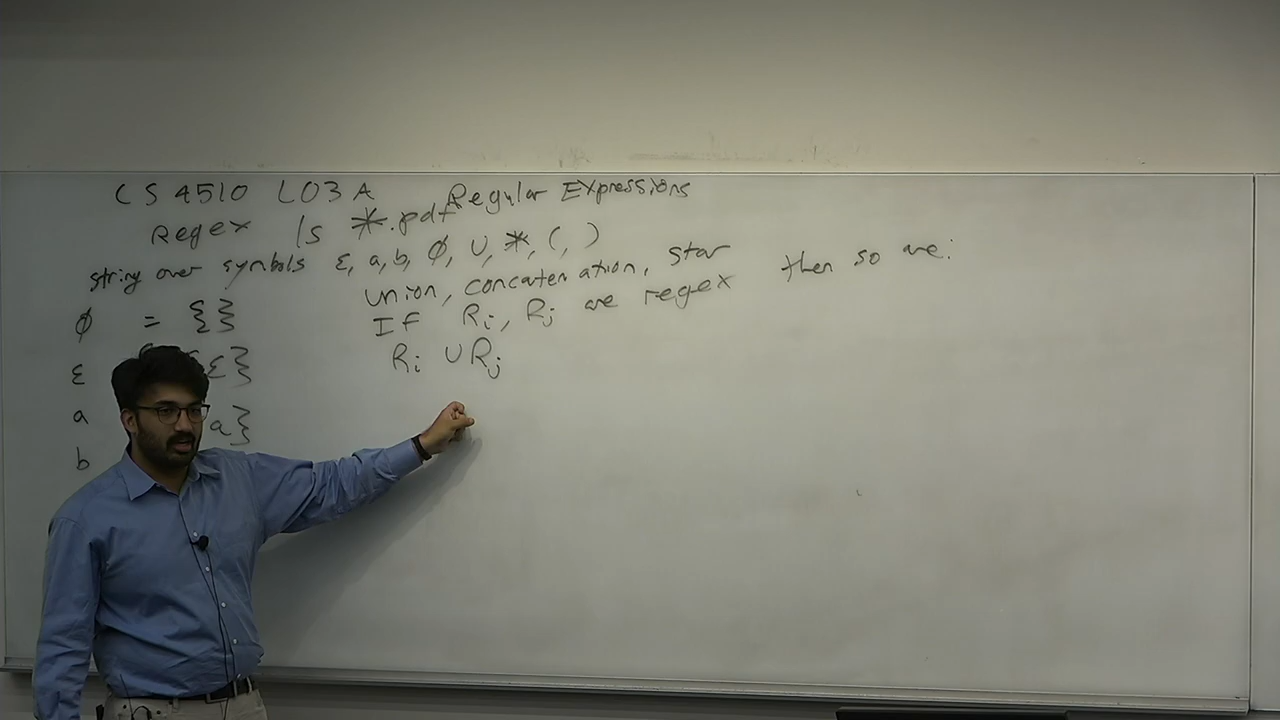 CS 4510 L03A Regular Expressions
Regex ls *.pdf
string over symbols ε, a, b, ∅, ∪, *, (, )
union, concatenation, star
If Ri, Rj are regex then so are:
Ri ∪ Rj
∅ = {}
ε ε}
a a}
b